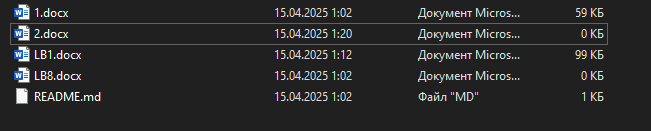 1.docx 15.04.2025 1:02 Документ Micros... 59 КБ
2.docx 15.04.2025 1:20 Документ Micros... 0 КБ
LB1.docx 15.04.2025 1:12 Документ Micros... 99 КБ
LB8.docx 15.04.2025 1:02 Документ Micros... 0 КБ
README.md 15.04.2025 1:02 Файл "MD" 1 КБ